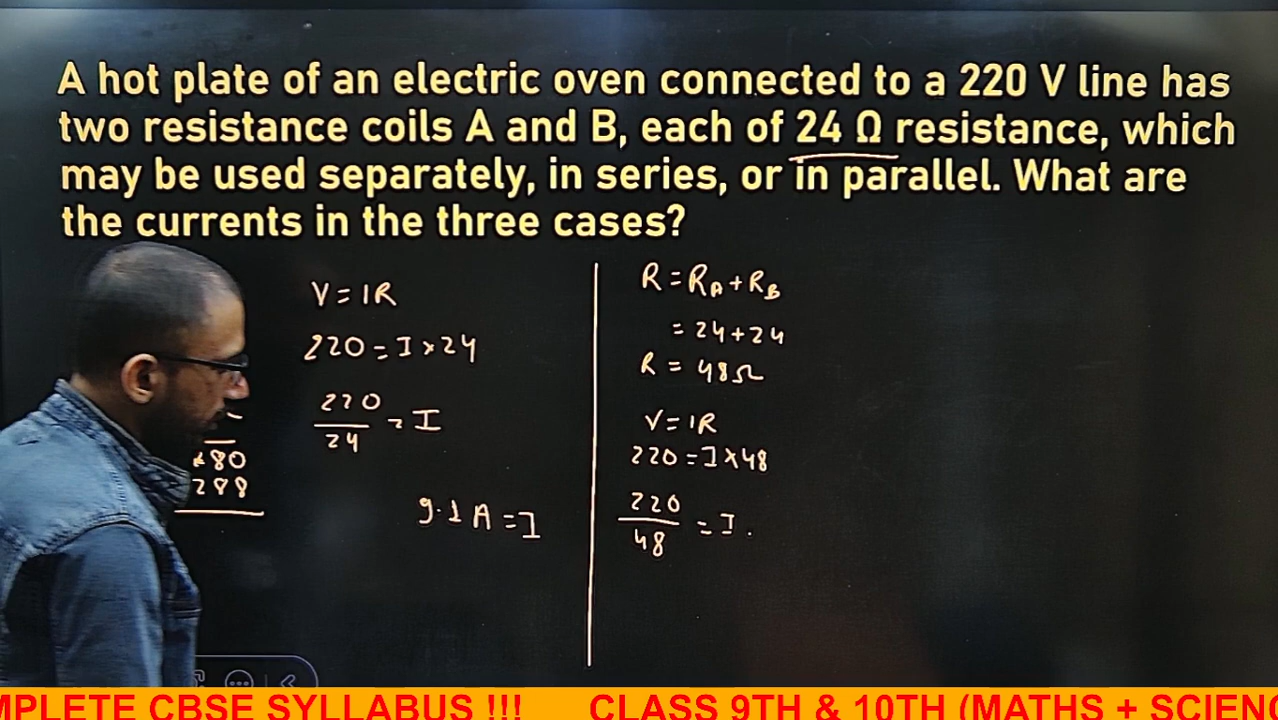 A hot plate of an electric oven connected to a 220 V line has
two resistance coils A and B, each of 24 Ω resistance, which
may be used separately, in series, or in parallel. What are
the currents in the three cases?
V = IR
220 = I × 24
220/24 = I
80
288
9.1 A = I
R = R_A + R_B
= 24 + 24
R = 48Ω
V = IR
220 = I × 48
220/48 = I .
MPLETE CBSE SYLLABUS !!! CLASS 9TH & 10TH (MATHS + SCIENC